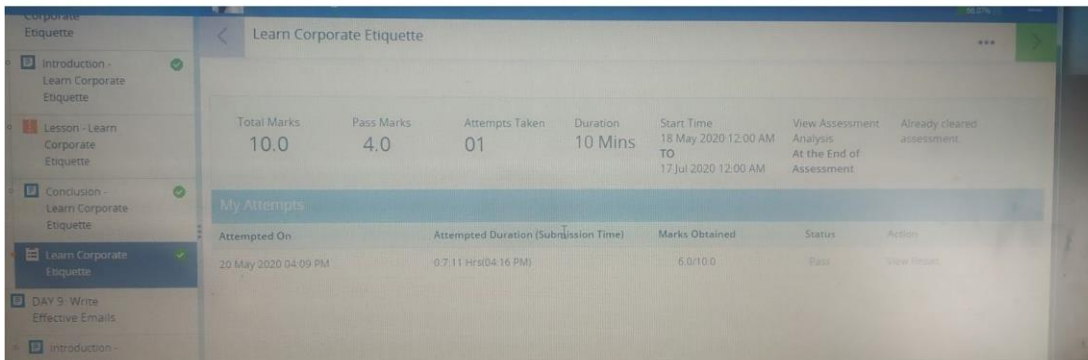 Corporate
Etiquette
Introduction -
Learn Corporate
Etiquette
Lesson - Learn
Corporate
Etiquette
Conclusion -
Learn Corporate
Etiquette
Learn Corporate
Etiquette
DAY 9: Write
Effective Emails
Introduction -
Learn Corporate Etiquette
Total Marks
10.0
Pass Marks
4.0
Attempts Taken
01
Duration
10 Mins
Start Time
18 May 2020 12:00 AM
TO
17 Jul 2020 12:00 AM
View Assessment
Analysis
At the End of
Assessment
Already cleared
assessment.
My Attempts
Attempted On Attempted Duration (Submission Time) Marks Obtained Status Action
20 May 2020 04:09 PM 0:7:11 Hrs(04:16 PM) 6.0/10.0 Pass View Result